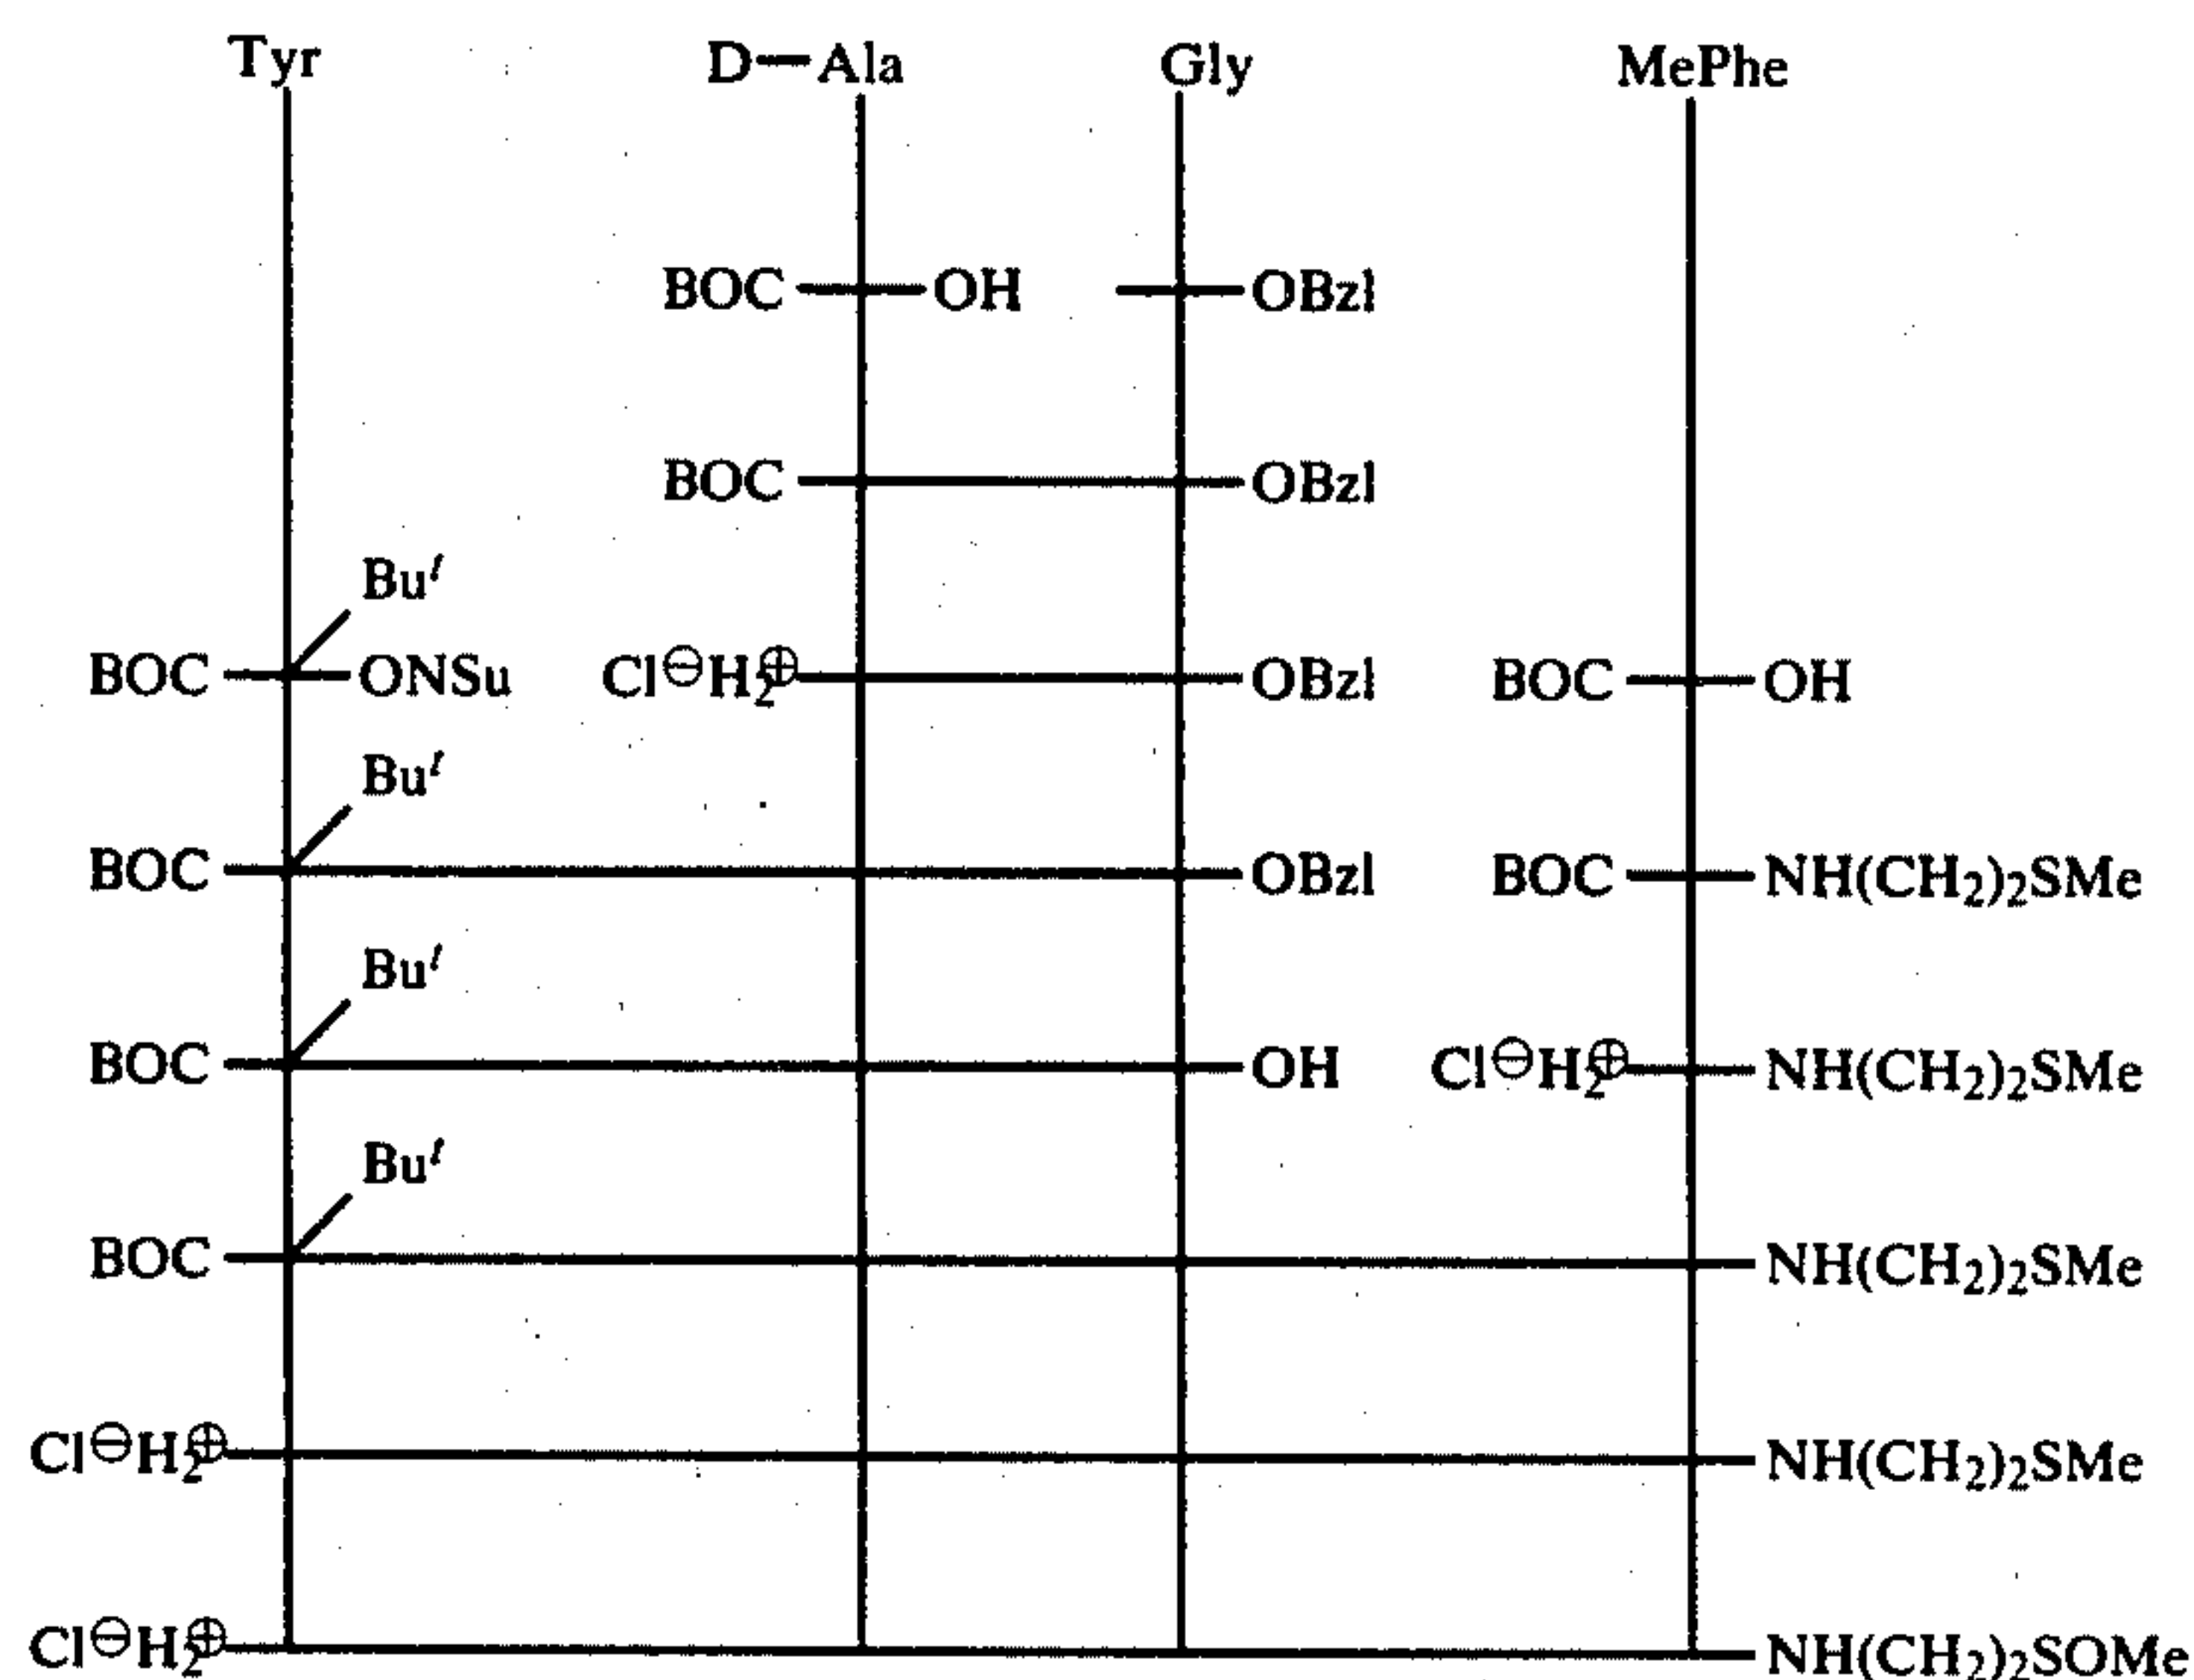 Tyr D—Ala Gly MePhe
BOC OH OBzl
BOC OBzl
Buᵗ
BOC ONSu Cl⊖H₂⊕ OBzl BOC OH
Buᵗ
BOC OBzl BOC NH(CH₂)₂SMe
Buᵗ
BOC OH Cl⊖H₂⊕ NH(CH₂)₂SMe
Buᵗ
BOC NH(CH₂)₂SMe
Cl⊖H₂⊕ NH(CH₂)₂SMe
Cl⊖H₂⊕ NH(CH₂)₂SOMe